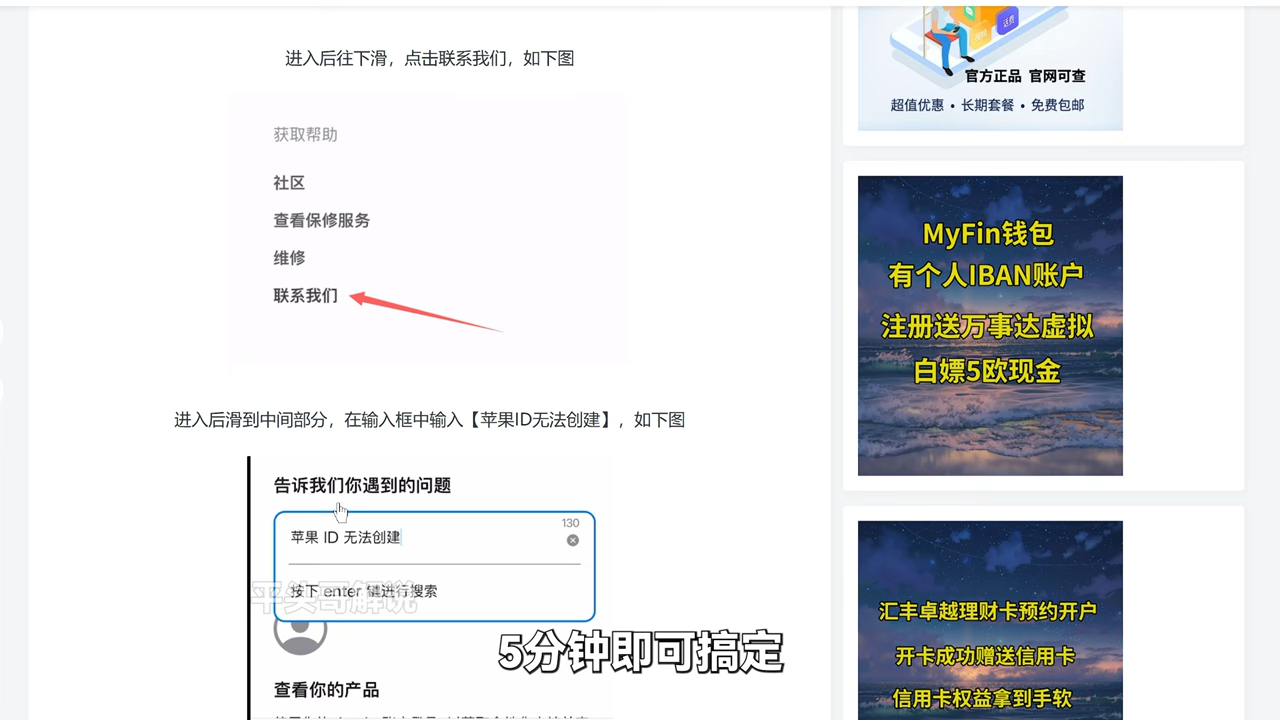 进入后往下滑，点击联系我们，如下图
获取帮助
社区
查看保修服务
维修
联系我们
进入后滑到中间部分，在输入框中输入【苹果ID无法创建】，如下图
告诉我们你遇到的问题
130
苹果 ID 无法创建
按下 enter 键进行搜索
平头哥解说
5分钟即可搞定
查看你的产品
话费
官方正品 官网可查
超值优惠 • 长期套餐 • 免费包邮
MyFin钱包
有个人IBAN账户
注册送万事达虚拟
白嫖5欧现金
汇丰卓越理财卡预约开户
开卡成功赠送信用卡
信用卡权益拿到手软